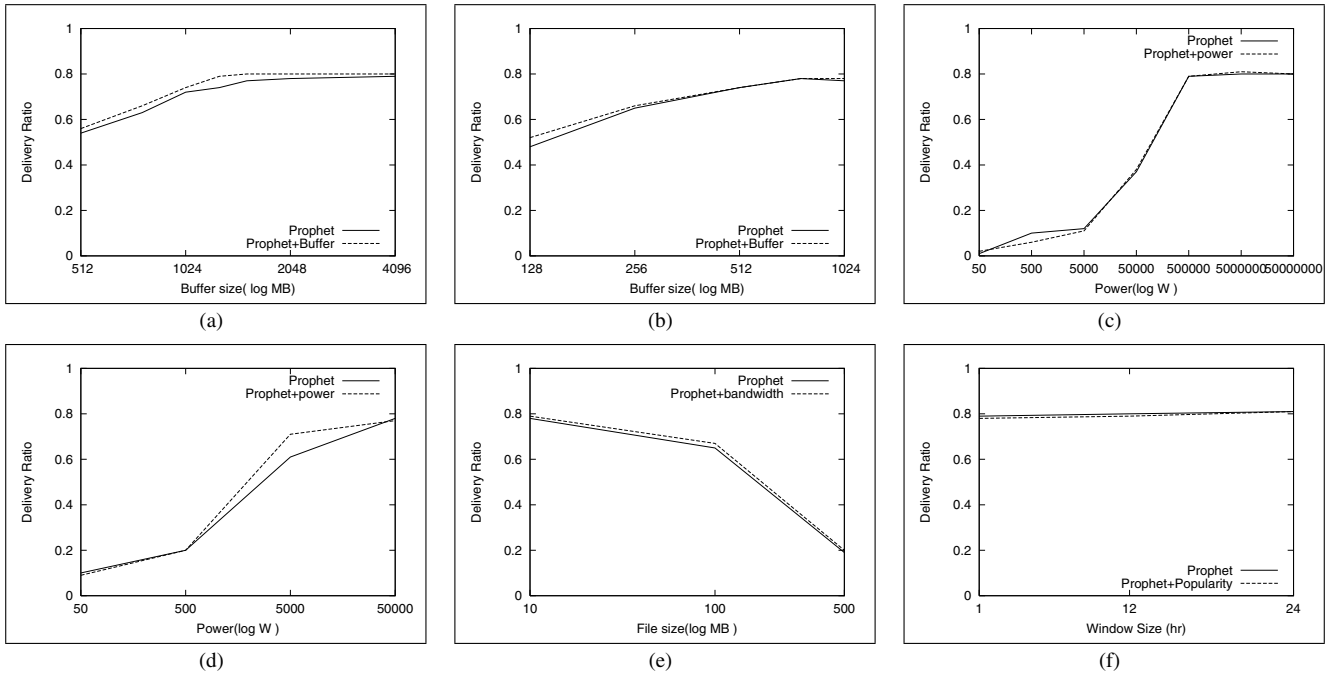 1
0.8
0.6
0.4
0.2
0
Delivery Ratio
Prophet
Prophet+Buffer
512 1024 2048 4096
Buffer size( log MB)
(a)
1
0.8
0.6
0.4
0.2
0
Delivery Ratio
Prophet
Prophet+Buffer
128 256 512 1024
Buffer size( log MB)
(b)
1
0.8
0.6
0.4
0.2
0
Delivery Ratio
Prophet
Prophet+power
50 500 5000 50000 500000 5000000 50000000
Power(log W )
(c)
1
0.8
0.6
0.4
0.2
0
Delivery Ratio
Prophet
Prophet+power
50 500 5000 50000
Power(log W )
(d)
1
0.8
0.6
0.4
0.2
0
Delivery Ratio
Prophet
Prophet+bandwidth
10 100 500
File size(log MB )
(e)
1
0.8
0.6
0.4
0.2
0
Delivery Ratio
Prophet
Prophet+Popularity
1 12 24
Window Size (hr)
(f)